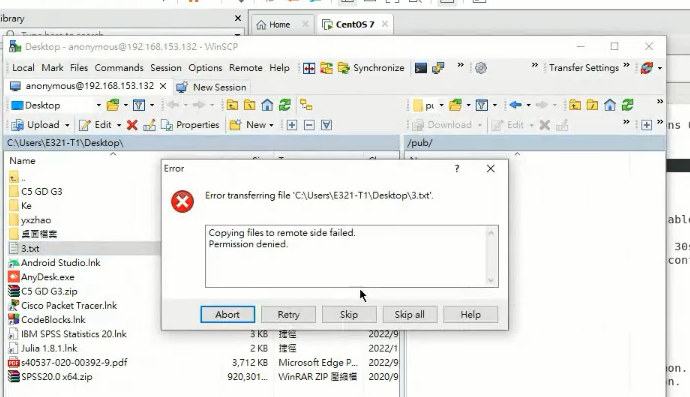 ibrary
Home
CentOS 7
Desktop - anonymous@192.168.153.132 - WinSCP
Local Mark Files Commands Session Options Remote Help
Synchronize
Transfer Settings
anonymous@192.168.153.132
New Session
Desktop
Upload
Edit
Properties
New
Download
Edit
C:\Users\E321-T1\Desktop\
/pub/
Name
..
C5 GD G3
Ke
yxzhao
桌面檔案
3.txt
Android Studio.lnk
AnyDesk.exe
C5 GD G3.zip
Cisco Packet Tracer.lnk
CodeBlocks.lnk
IBM SPSS Statistics 20.lnk 3 KB 捷徑 2022/9
Julia 1.8.1.lnk 2 KB 捷徑 2022/1
s40537-020-00392-9.pdf 3,712 KB Microsoft Edge P... 2022/9
SPSS20.0 x64.zip 920,301... WinRAR ZIP 壓縮檔 2020/9
Error
Error transferring file 'C:\Users\E321-T1\Desktop\3.txt'.
Copying files to remote side failed.
Permission denied.
Abort
Retry
Skip
Skip all
Help